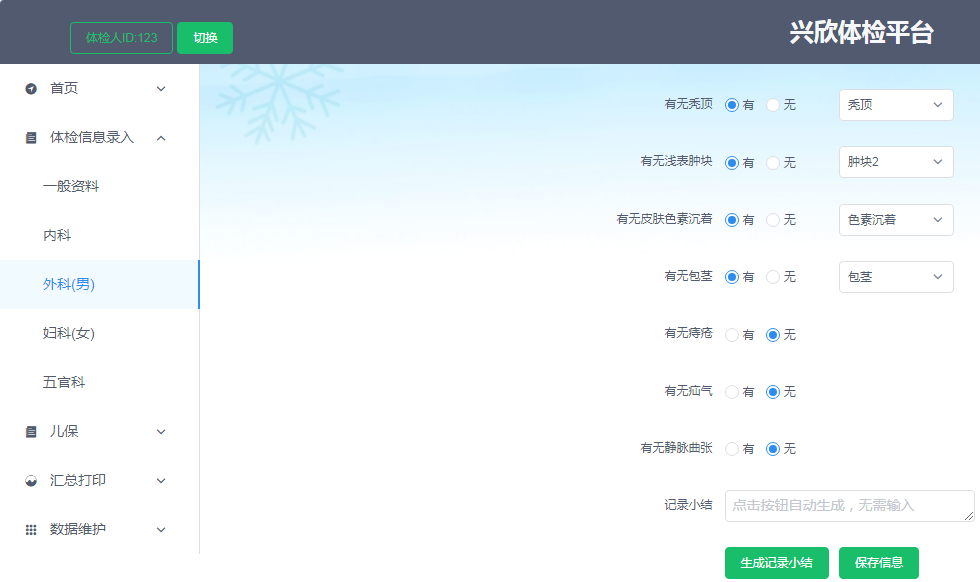 体检人ID:123 切换 兴欣体检平台
首页
体检信息录入
一般资料
内科
外科(男)
妇科(女)
五官科
儿保
汇总打印
数据维护
有无秃顶 有 无 秃顶
有无浅表肿块 有 无 肿块2
有无皮肤色素沉着 有 无 色素沉着
有无包茎 有 无 包茎
有无痔疮 有 无
有无疝气 有 无
有无静脉曲张 有 无
记录小结 点击按钮自动生成，无需输入
生成记录小结 保存信息